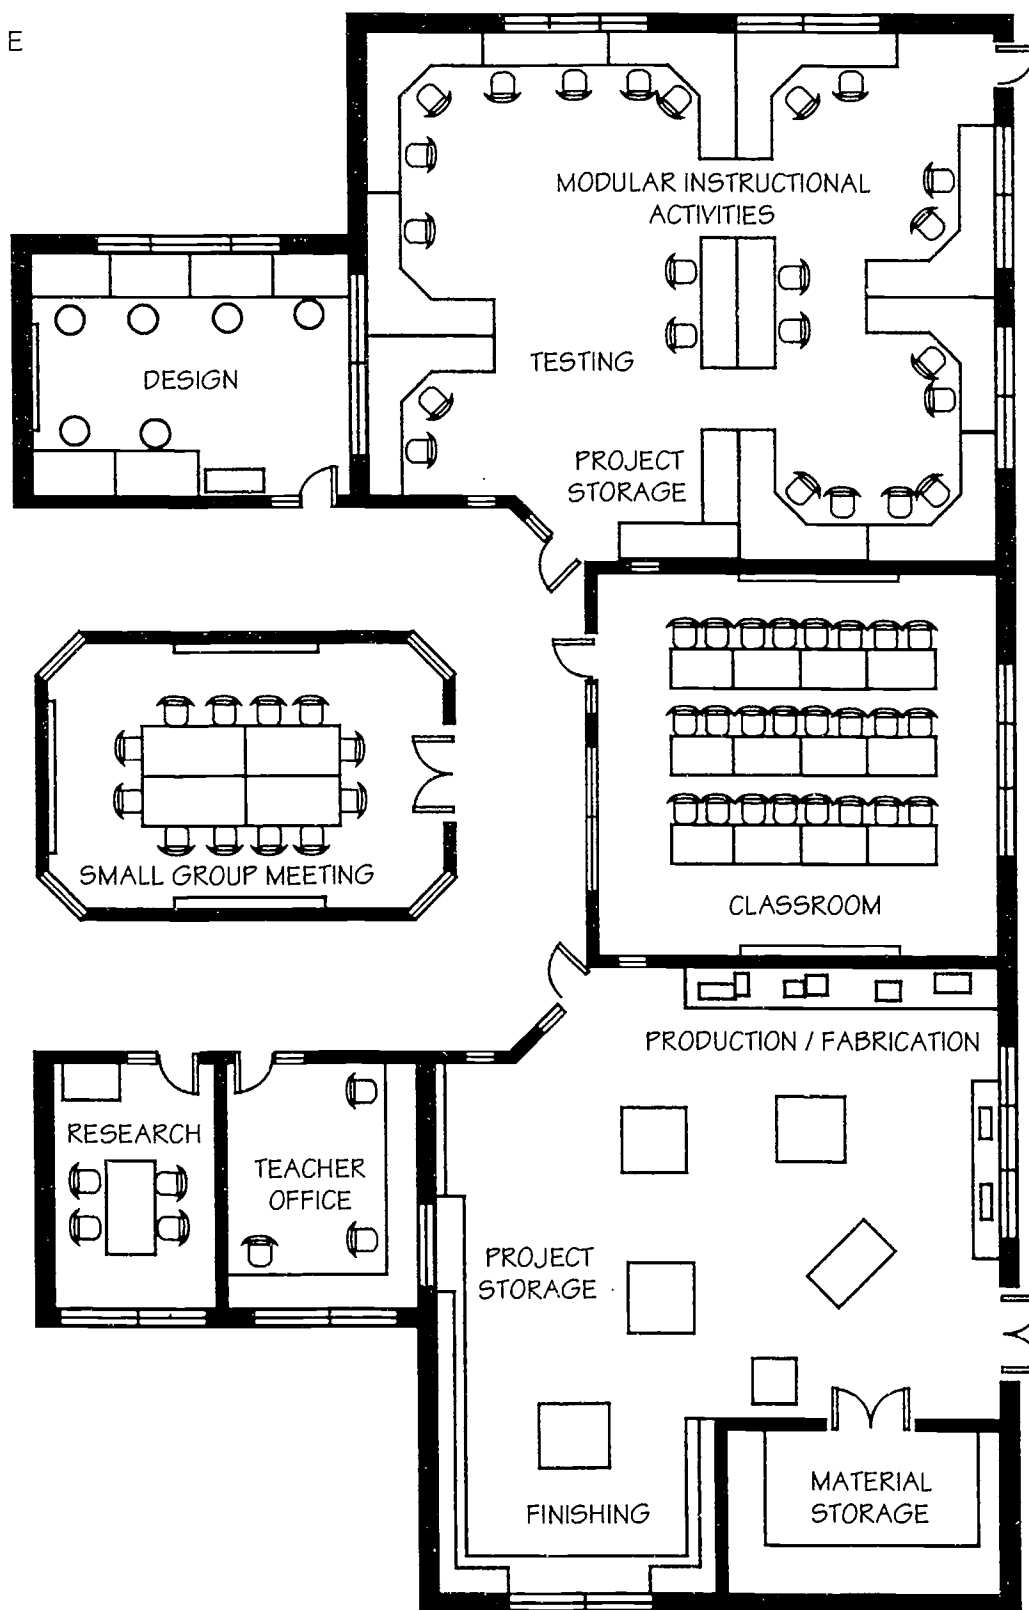 E
MODULAR INSTRUCTIONAL
ACTIVITIES
TESTING
DESIGN
PROJECT
STORAGE
SMALL GROUP MEETING
CLASSROOM
PRODUCTION / FABRICATION
RESEARCH
TEACHER
OFFICE
PROJECT
STORAGE
MATERIAL
STORAGE
FINISHING